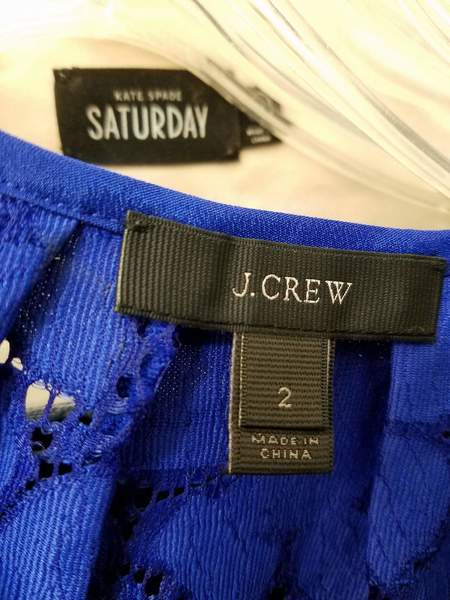 KATE SPADE
SATURDAY
J.CREW
2
MADE IN
CHINA